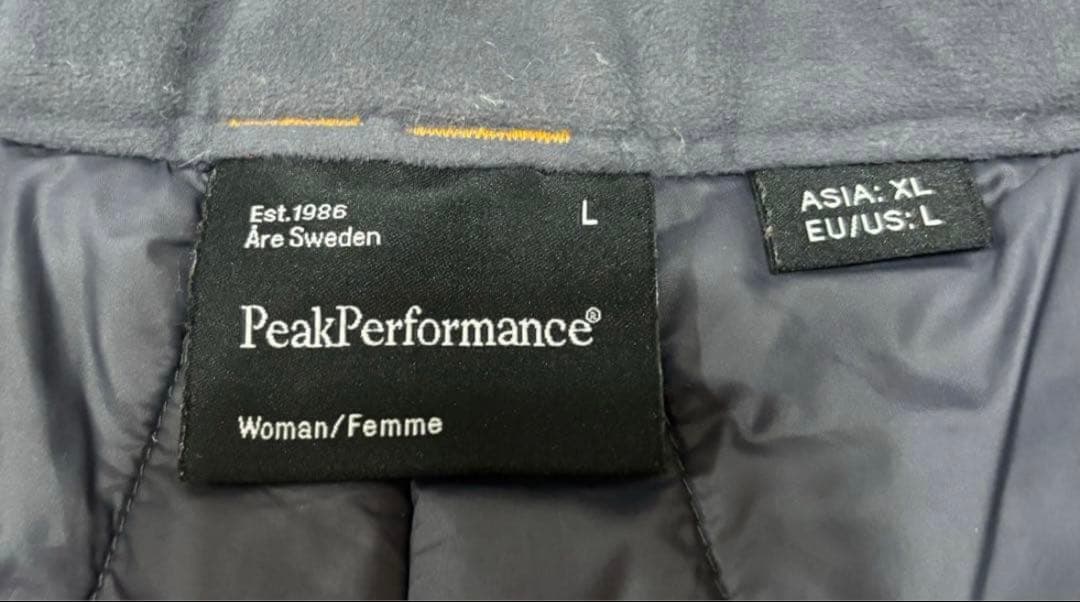 Est.1986
Åre Sweden
L
PeakPerformance®
Woman/Femme
ASIA: XL
EU/US: L